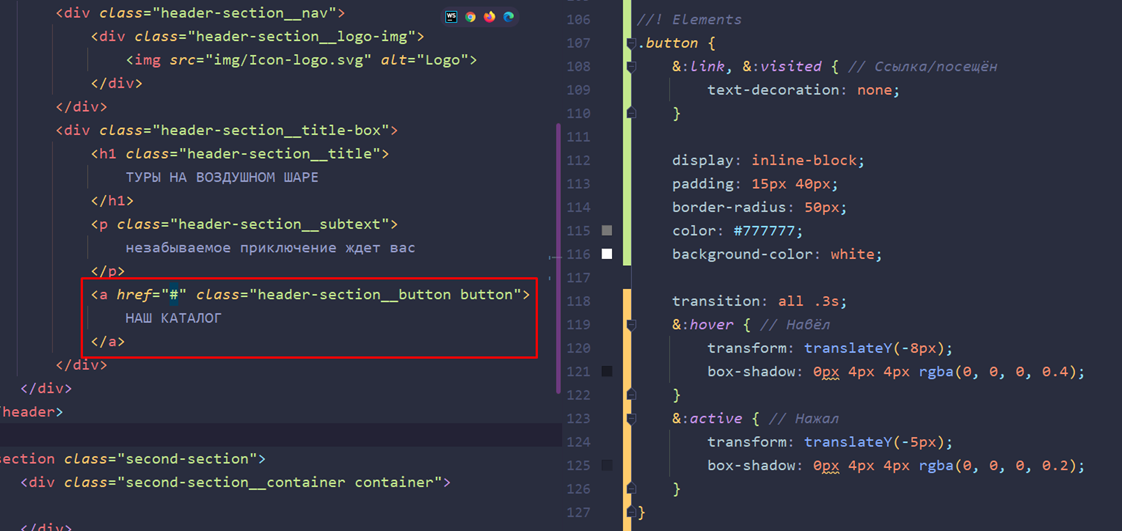 <div class="header-section__nav">
<div class="header-section__logo-img">
<img src="img/Icon-logo.svg" alt="Logo">
</div>
</div>
<div class="header-section__title-box">
<h1 class="header-section__title">
ТУРЫ НА ВОЗДУШНОМ ШАРЕ
</h1>
<p class="header-section__subtext">
незабываемое приключение ждет вас
</p>
<a href="#" class="header-section__button button">
НАШ КАТАЛОГ
</a>
</div>
</div>
/header>
section class="second-section">
<div class="second-section__container container">
</div>
WS
106 //! Elements
107 .button {
108 &:link, &:visited { // Ссылка/посещён
109 text-decoration: none;
110 }
111
112 display: inline-block;
113 padding: 15px 40px;
114 border-radius: 50px;
115 color: #777777;
116 background-color: white;
117
118 transition: all .3s;
119 &:hover { // Навёл
120 transform: translateY(-8px);
121 box-shadow: 0px 4px 4px rgba(0, 0, 0, 0.4);
122 }
123 &:active { // Нажал
124 transform: translateY(-5px);
125 box-shadow: 0px 4px 4px rgba(0, 0, 0, 0.2);
126 }
127 }